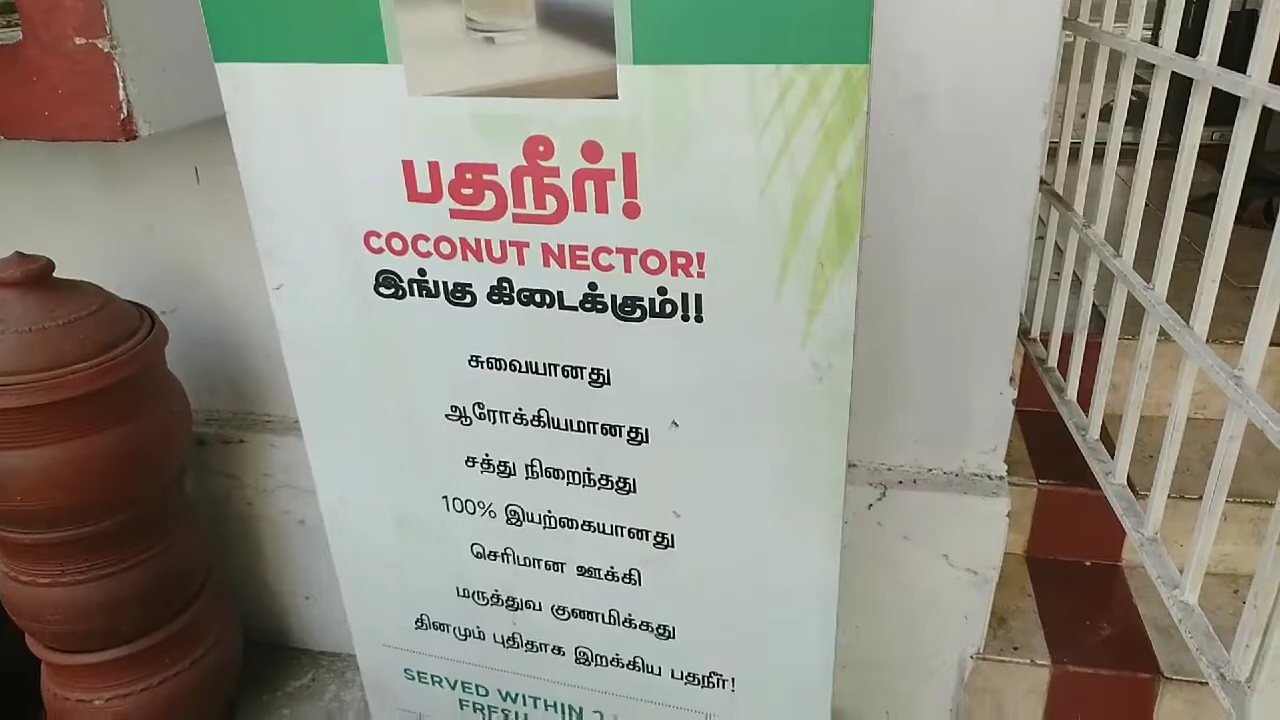 பதநீர்!
COCONUT NECTOR!
இங்கு கிடைக்கும்!!
சுவையானது
ஆரோக்கியமானது
சத்து நிறைந்தது
100% இயற்கையானது
செரிமான ஊக்கி
மருத்துவ குணமிக்கது
தினமும் புதிதாக இறக்கிய பதநீர்!
SERVED WITHIN